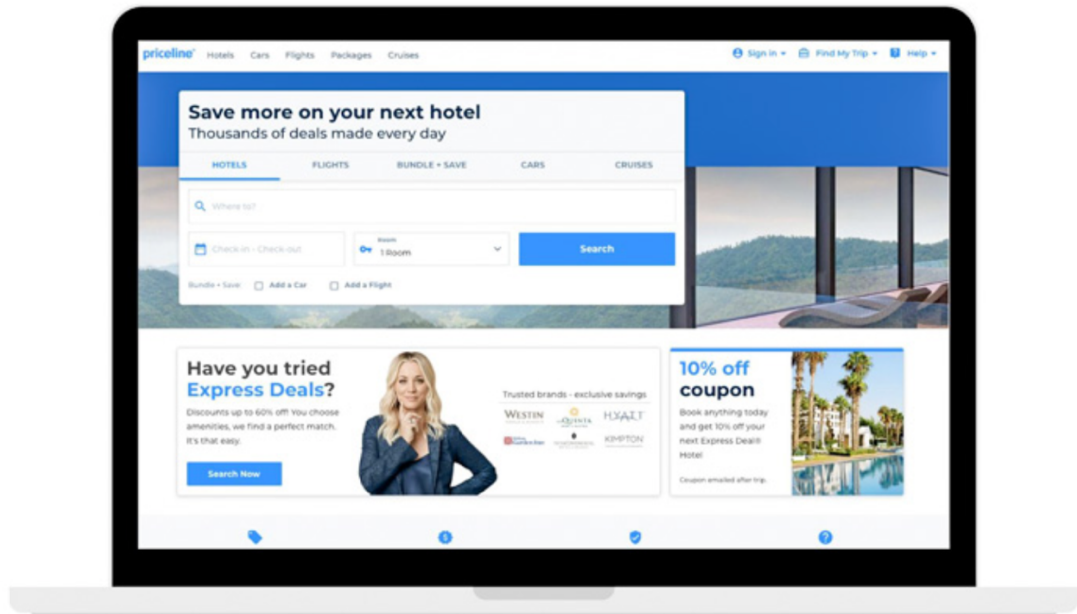 priceline® Hotels Cars Flights Packages Cruises Sign in Find My Trip Help
Save more on your next hotel
Thousands of deals made every day
HOTELS FLIGHTS BUNDLE + SAVE CARS CRUISES
Where to?
Check-in - Check-out
Room
1 Room
Search
Bundle + Save: Add a Car Add a Flight
Have you tried
Express Deals?
Discounts up to 60% off! You choose
amenities, we find a perfect match.
It's that easy.
Search Now
Trusted brands - exclusive savings
WESTIN LAQUINTA HYATT
KIMPTON
10% off
coupon
Book anything today
and get 10% off your
next Express Deal®
Hotel
Coupon emailed after trip.